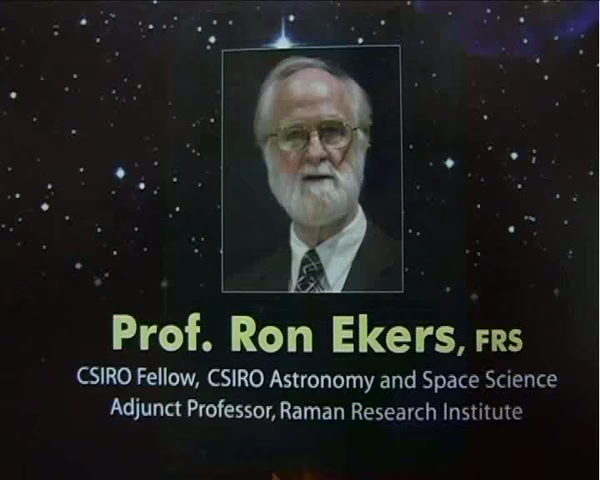 Prof. Ron Ekers, FRS
CSIRO Fellow, CSIRO Astronomy and Space Science
Adjunct Professor, Raman Research Institute